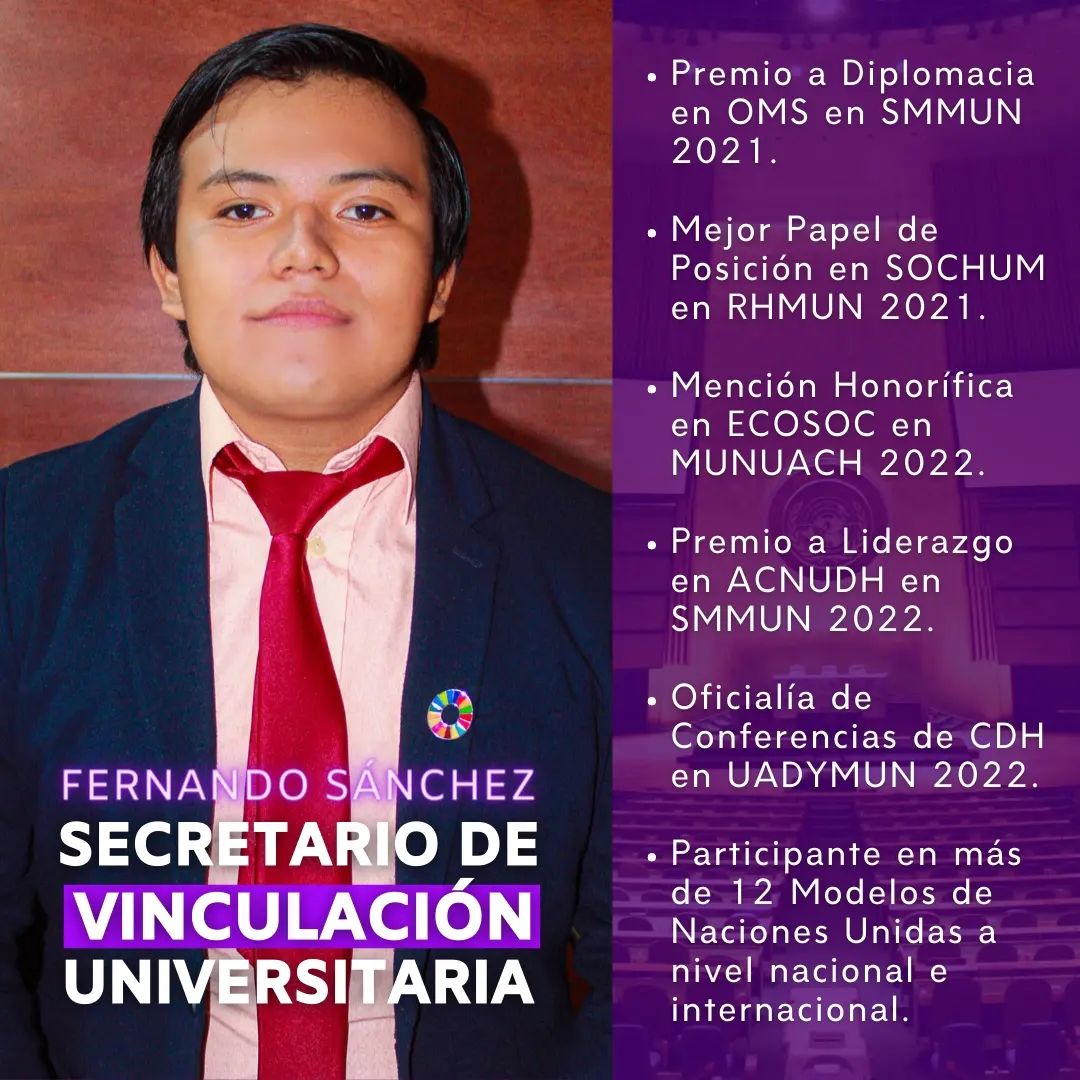 FERNANDO SÁNCHEZ
SECRETARIO DE
VINCULACIÓN
UNIVERSITARIA
• Premio a Diplomacia
en OMS en SMMUN
2021.
• Mejor Papel de
Posición en SOCHUM
en RHMUN 2021.
• Mención Honorífica
en ECOSOC en
MUNUACH 2022.
• Premio a Liderazgo
en ACNUDH en
SMMUN 2022.
• Oficialía de
Conferencias de CDH
en UADYMUN 2022.
• Participante en más
de 12 Modelos de
Naciones Unidas a
nivel nacional e
internacional.